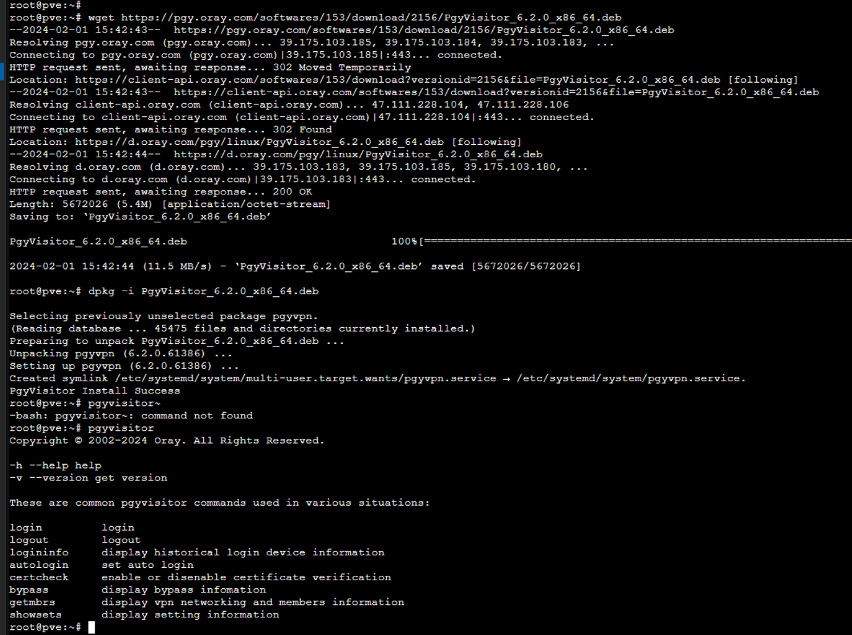 root@pve:~#
root@pve:~# wget https://pgy.oray.com/softwares/153/download/2156/PgyVisitor_6.2.0_x86_64.deb
--2024-02-01 15:42:43--  https://pgy.oray.com/softwares/153/download/2156/PgyVisitor_6.2.0_x86_64.deb
Resolving pgy.oray.com (pgy.oray.com)... 39.175.103.185, 39.175.103.184, 39.175.103.183, ...
Connecting to pgy.oray.com (pgy.oray.com)|39.175.103.185|:443... connected.
HTTP request sent, awaiting response... 302 Moved Temporarily
Location: https://client-api.oray.com/softwares/153/download?versionid=2156&file=PgyVisitor_6.2.0_x86_64.deb [following]
--2024-02-01 15:42:43--  https://client-api.oray.com/softwares/153/download?versionid=2156&file=PgyVisitor_6.2.0_x86_64.deb
Resolving client-api.oray.com (client-api.oray.com)... 47.111.228.104, 47.111.228.106
Connecting to client-api.oray.com (client-api.oray.com)|47.111.228.104|:443... connected.
HTTP request sent, awaiting response... 302 Found
Location: https://d.oray.com/pgy/linux/PgyVisitor_6.2.0_x86_64.deb [following]
--2024-02-01 15:42:44--  https://d.oray.com/pgy/linux/PgyVisitor_6.2.0_x86_64.deb
Resolving d.oray.com (d.oray.com)... 39.175.103.183, 39.175.103.185, 39.175.103.180, ...
Connecting to d.oray.com (d.oray.com)|39.175.103.183|:443... connected.
HTTP request sent, awaiting response... 200 OK
Length: 5672026 (5.4M) [application/octet-stream]
Saving to: ‘PgyVisitor_6.2.0_x86_64.deb’
PgyVisitor_6.2.0_x86_64.deb 100%[=====================================================
2024-02-01 15:42:44 (11.5 MB/s) - ‘PgyVisitor_6.2.0_x86_64.deb’ saved [5672026/5672026]
root@pve:~# dpkg -i PgyVisitor_6.2.0_x86_64.deb
Selecting previously unselected package pgyvpn.
(Reading database ... 45475 files and directories currently installed.)
Preparing to unpack PgyVisitor_6.2.0_x86_64.deb ...
Unpacking pgyvpn (6.2.0.61386) ...
Setting up pgyvpn (6.2.0.61386) ...
Created symlink /etc/systemd/system/multi-user.target.wants/pgyvpn.service → /etc/systemd/system/pgyvpn.service.
PgyVisitor Install Success
root@pve:~# pgyvisitor~
-bash: pgyvisitor~: command not found
root@pve:~# pgyvisitor
Copyright © 2002-2024 Oray. All Rights Reserved.
-h --help help
-v --version get version
These are common pgyvisitor commands used in various situations:
login login
logout logout
logininfo display historical login device information
autologin set auto login
certcheck enable or disenable certificate verification
bypass display bypass infomation
getmbrs display vpn networking and members information
showsets display setting information
root@pve:~#